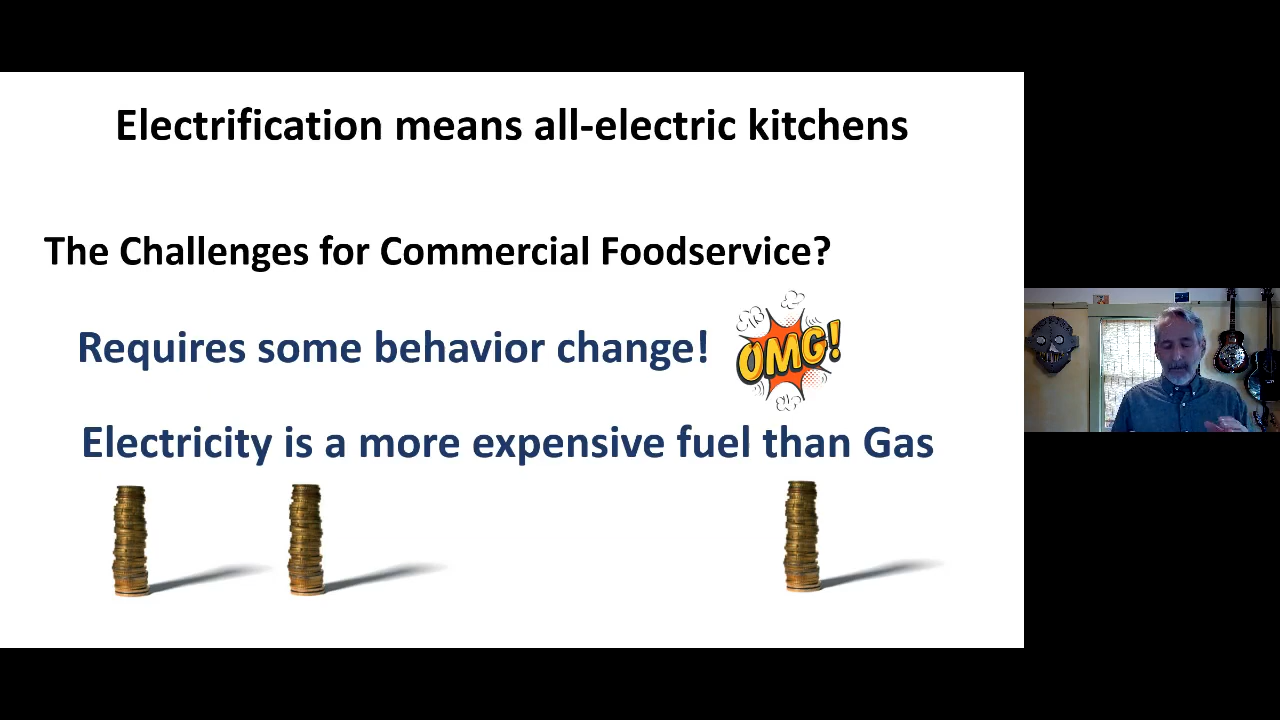 Electrification means all-electric kitchens
The Challenges for Commercial Foodservice?
Requires some behavior change!
OMG!
Electricity is a more expensive fuel than Gas